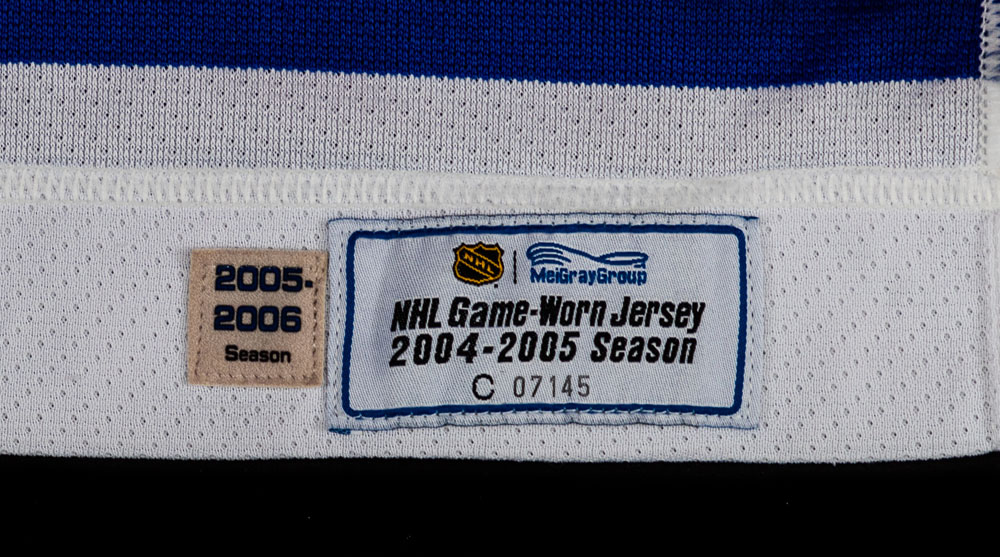 2005-
2006
Season
NHL
MeiGrayGroup
NHL Game-Worn Jersey
2004-2005 Season
C 07145